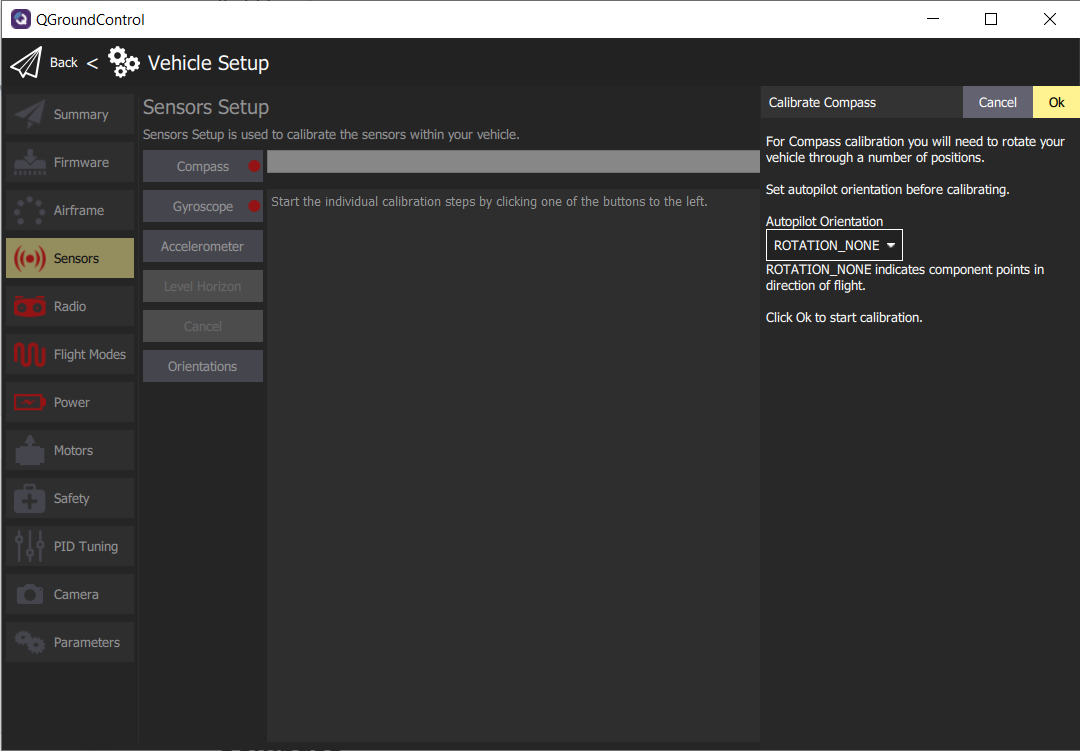 QGroundControl
Back < Vehicle Setup
Summary
Firmware
Airframe
Sensors
Radio
Flight Modes
Power
Motors
Safety
PID Tuning
Camera
Parameters
Sensors Setup
Sensors Setup is used to calibrate the sensors within your vehicle.
Compass
Gyroscope
Accelerometer
Level Horizon
Cancel
Orientations
Start the individual calibration steps by clicking one of the buttons to the left.
Calibrate Compass
Cancel
Ok
For Compass calibration you will need to rotate your
vehicle through a number of positions.
Set autopilot orientation before calibrating.
Autopilot Orientation
ROTATION_NONE
ROTATION_NONE indicates component points in
direction of flight.
Click Ok to start calibration.